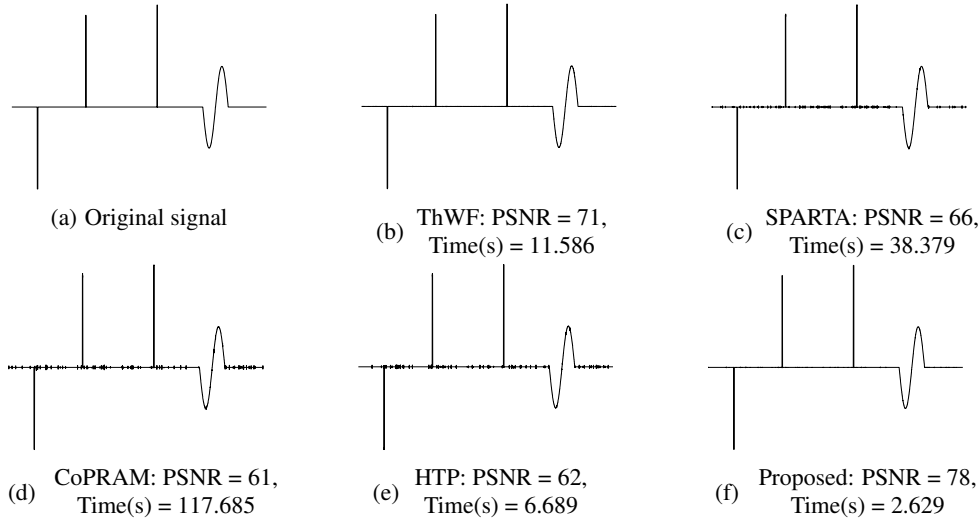 (a) Original signal
(b) ThWF: PSNR = 71,
Time(s) = 11.586
(c) SPARTA: PSNR = 66,
Time(s) = 38.379
(d) CoPRAM: PSNR = 61,
Time(s) = 117.685
(e) HTP: PSNR = 62,
Time(s) = 6.689
(f) Proposed: PSNR = 78,
Time(s) = 2.629